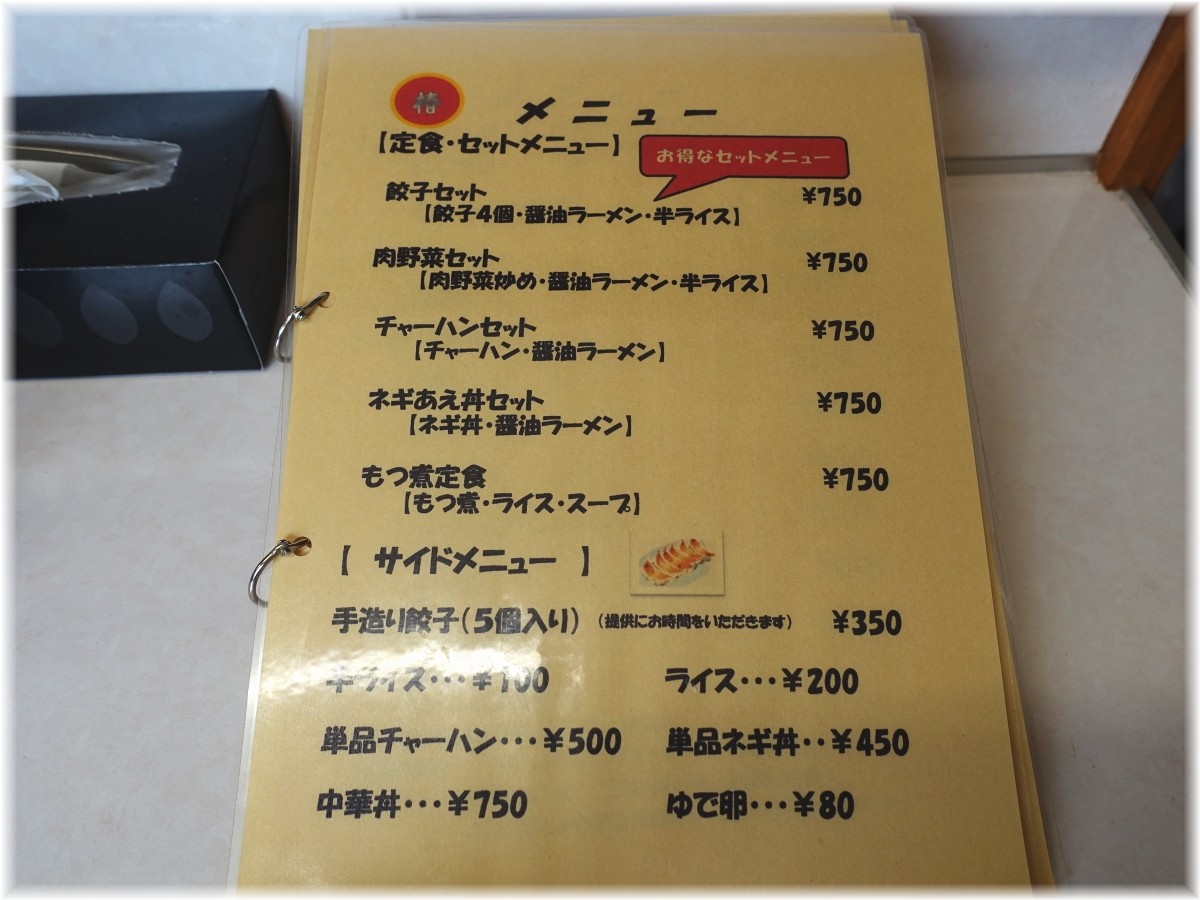 椿
メニュー
【定食・セットメニュー】
お得なセットメニュー
餃子セット ¥750
【餃子4個・醤油ラーメン・半ライス】
肉野菜セット ¥750
【肉野菜炒め・醤油ラーメン・半ライス】
チャーハンセット ¥750
【チャーハン・醤油ラーメン】
ネギあえ丼セット ¥750
【ネギ丼・醤油ラーメン】
もつ煮定食 ¥750
【もつ煮・ライス・スープ】
【 サイドメニュー 】
手造り餃子(5個入り) (提供にお時間をいただきます) ¥350
半ライス・・・¥100 ライス・・・¥200
単品チャーハン・・・¥500 単品ネギ丼・・¥450
中華丼・・・¥750 ゆで卵・・・¥80